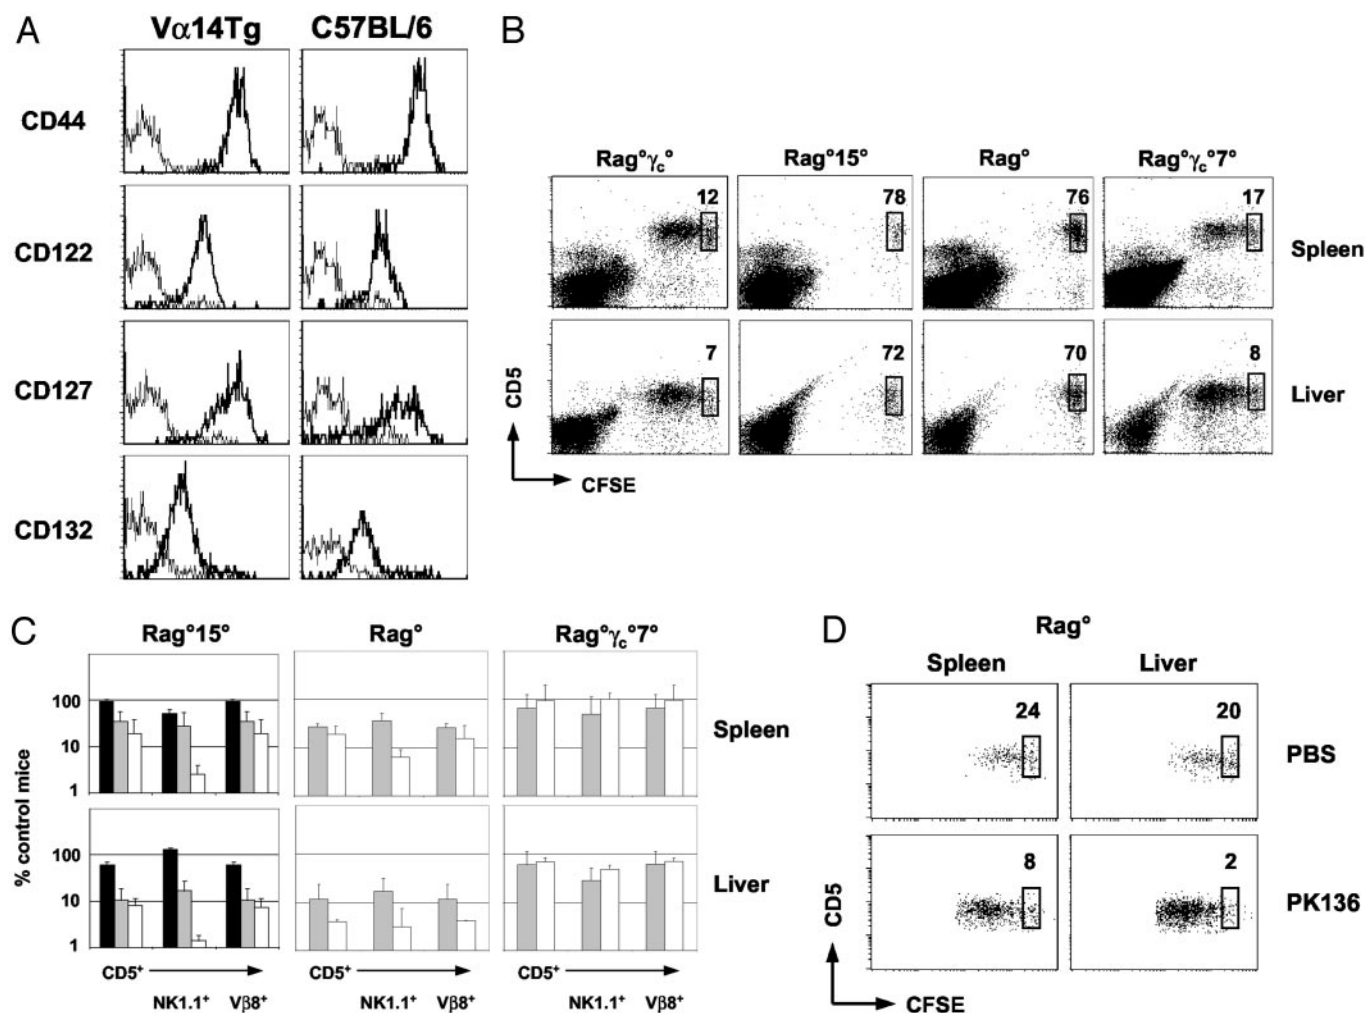 A
Vα14Tg C57BL/6
CD44
CD122
CD127
CD132
B
Rag°γc° Rag°15° Rag° Rag°γc°7°
12 78 76 17
Spleen
7 72 70 8
Liver
CD5
CFSE
C
Rag°15° Rag° Rag°γc°7°
100
10
1
Spleen
100
10
1
Liver
% control mice
CD5⁺ CD5⁺ CD5⁺
NK1.1⁺ Vβ8⁺ NK1.1⁺ Vβ8⁺ NK1.1⁺ Vβ8⁺
D
Rag°
Spleen Liver
24 20
PBS
8 2
PK136
CD5
CFSE